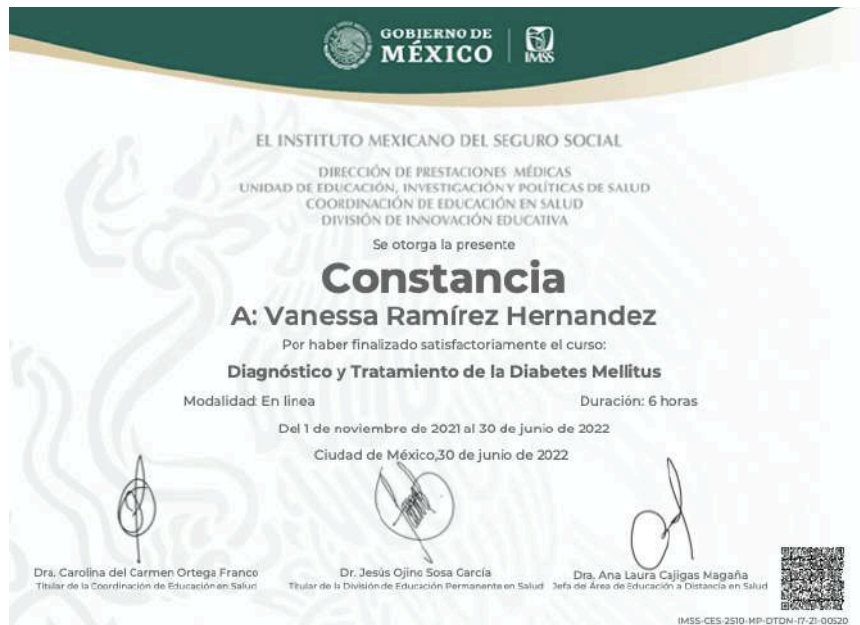 GOBIERNO DE
MÉXICO
IMSS
EL INSTITUTO MEXICANO DEL SEGURO SOCIAL
DIRECCIÓN DE PRESTACIONES MÉDICAS
UNIDAD DE EDUCACIÓN, INVESTIGACIÓN Y POLÍTICAS DE SALUD
COORDINACIÓN DE EDUCACIÓN EN SALUD
DIVISIÓN DE INNOVACIÓN EDUCATIVA
Se otorga la presente
Constancia
A: Vanessa Ramírez Hernandez
Por haber finalizado satisfactoriamente el curso:
Diagnóstico y Tratamiento de la Diabetes Mellitus
Modalidad: En linea Duración: 6 horas
Del 1 de noviembre de 2021 al 30 de junio de 2022
Ciudad de México,30 de junio de 2022
Dra. Carolina del Carmen Ortega Franco
Titular de la Coordinación de Educación en Salud
Dr. Jesús Ojino Sosa García
Titular de la División de Educación Permanente en Salud
Dra. Ana Laura Cajigas Magaña
Jefa del Área de Educación a Distancia en Salud
IMSS-CES-2510-MP-DTDN-17-21-00520